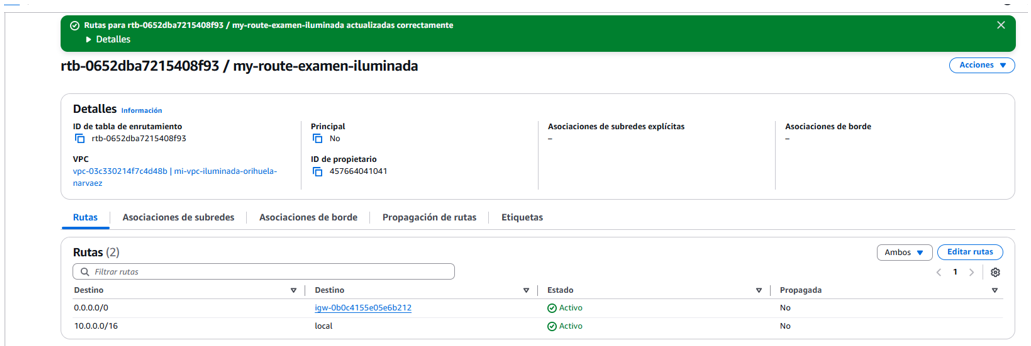 Rutas para rtb-0652dba7215408f93 / my-route-examen-iluminada actualizadas correctamente
Detalles
rtb-0652dba7215408f93 / my-route-examen-iluminada
Acciones
Detalles Información
ID de tabla de enrutamiento
rtb-0652dba7215408f93
Principal
No
Asociaciones de subredes explícitas
–
Asociaciones de borde
–
VPC
vpc-03c330214f7c4d48b | mi-vpc-iluminada-orihuela-
narvaez
ID de propietario
457664041041
Rutas Asociaciones de subredes Asociaciones de borde Propagación de rutas Etiquetas
Rutas (2)
Ambos Editar rutas
Filtrar rutas
1
Destino Destino Estado Propagada
0.0.0.0/0 igw-0b0c4155e05e6b212 Activo No
10.0.0.0/16 local Activo No